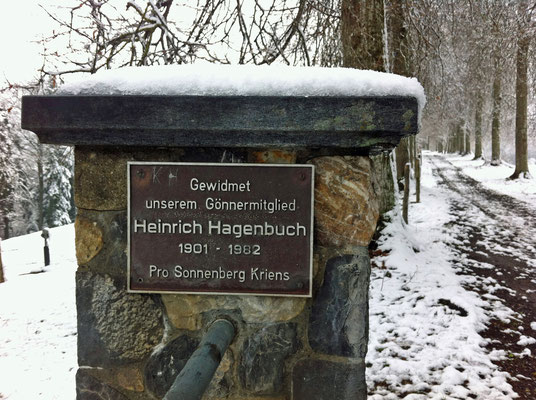 Gewidmet
unserem Gönnermitglied
Heinrich Hagenbuch
1901 - 1982
Pro Sonnenberg Kriens